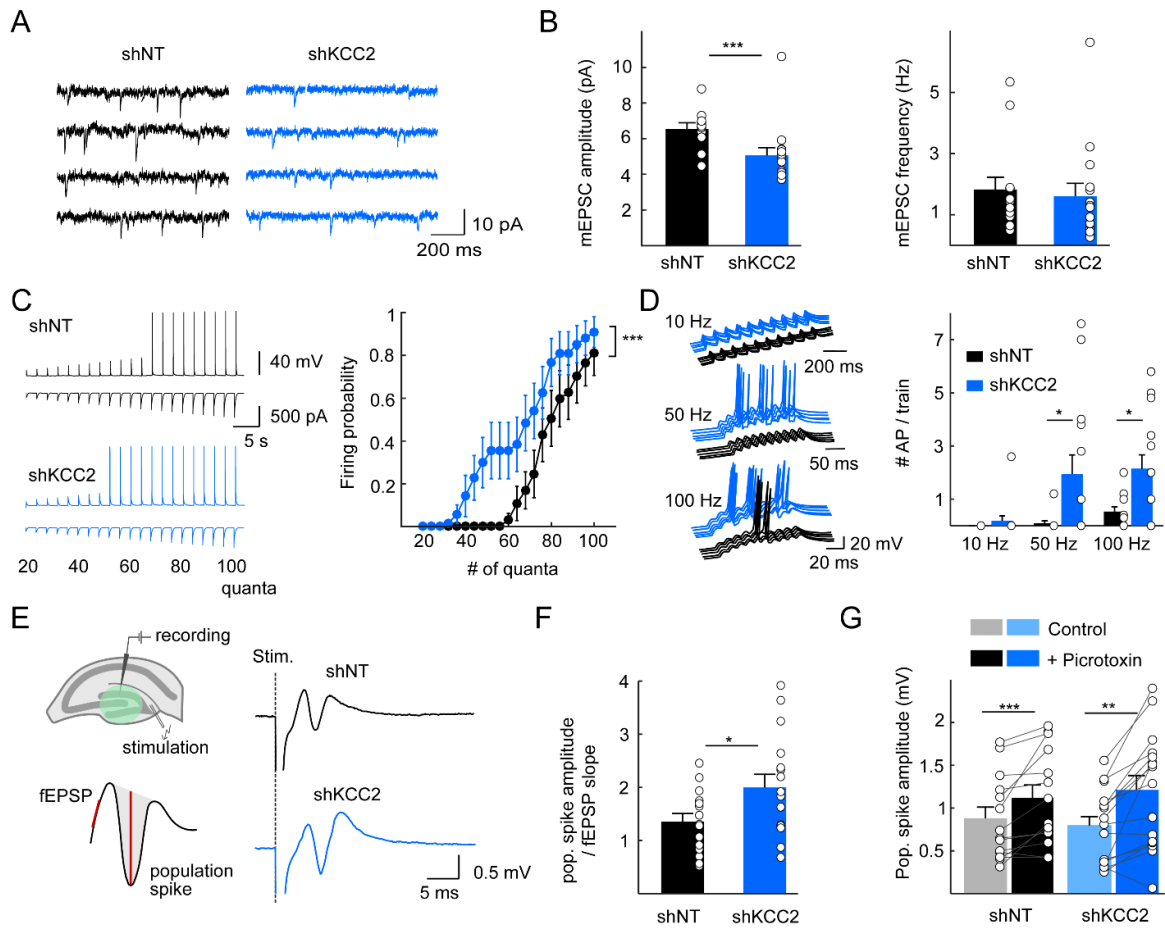 A
shNT
shKCC2
10 pA
200 ms
B
mEPSC amplitude (pA)
10
8
6
4
2
***
shNT
shKCC2
mEPSC frequency (Hz)
5
3
1
shNT
shKCC2
C
shNT
40 mV
500 pA
5 s
shKCC2
20 40 60 80 100
quanta
Firing probability
1
0.8
0.6
0.4
0.2
***
20 40 60 80 100
# of quanta
D
10 Hz
200 ms
50 Hz
50 ms
100 Hz
20 mV
20 ms
# AP / train
7
5
3
1
shNT
shKCC2
*
*
10 Hz 50 Hz 100 Hz
E
recording
stimulation
fEPSP
population
spike
Stim.
shNT
shKCC2
0.5 mV
5 ms
F
pop. spike amplitude
/ fEPSP slope
4
3
2
1
*
shNT
shKCC2
G
Control
+ Picrotoxin
Pop. spike amplitude (mV)
2
1.5
1
0.5
***
**
shNT
shKCC2